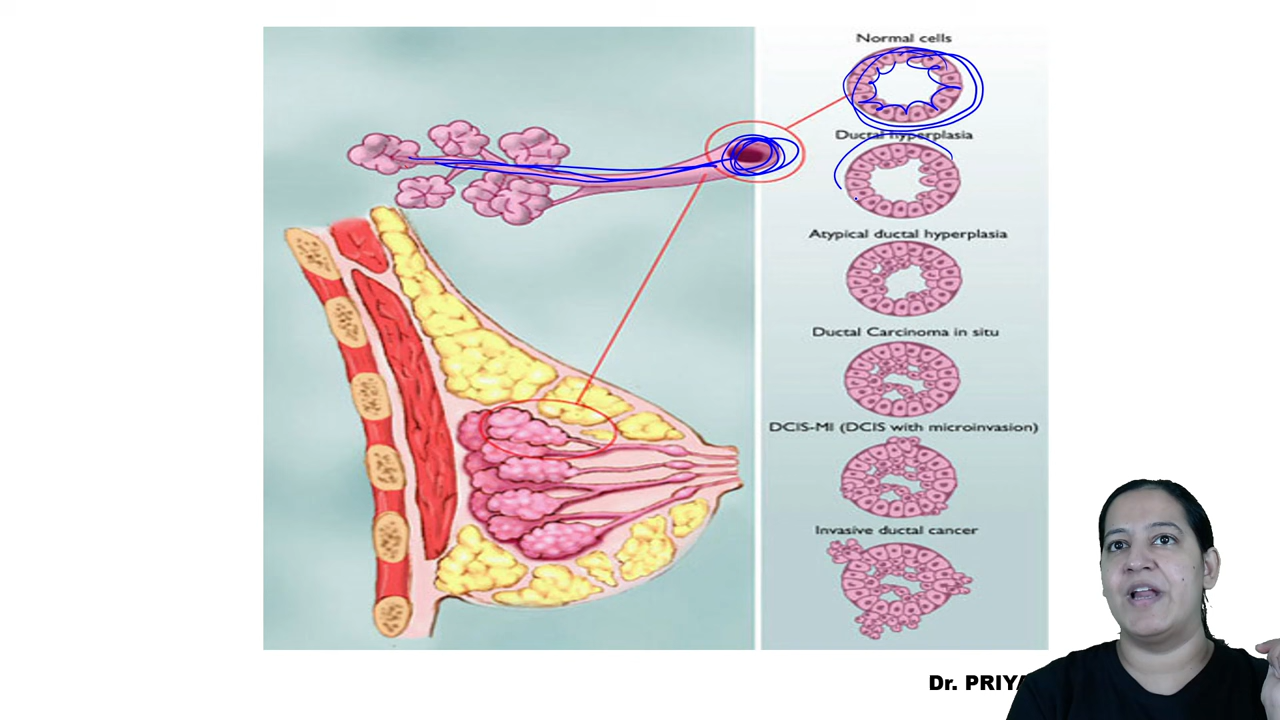 Normal cells
Ductal hyperplasia
Atypical ductal hyperplasia
Ductal Carcinoma in situ
DCIS-MI (DCIS with microinvasion)
Invasive ductal cancer
Dr.